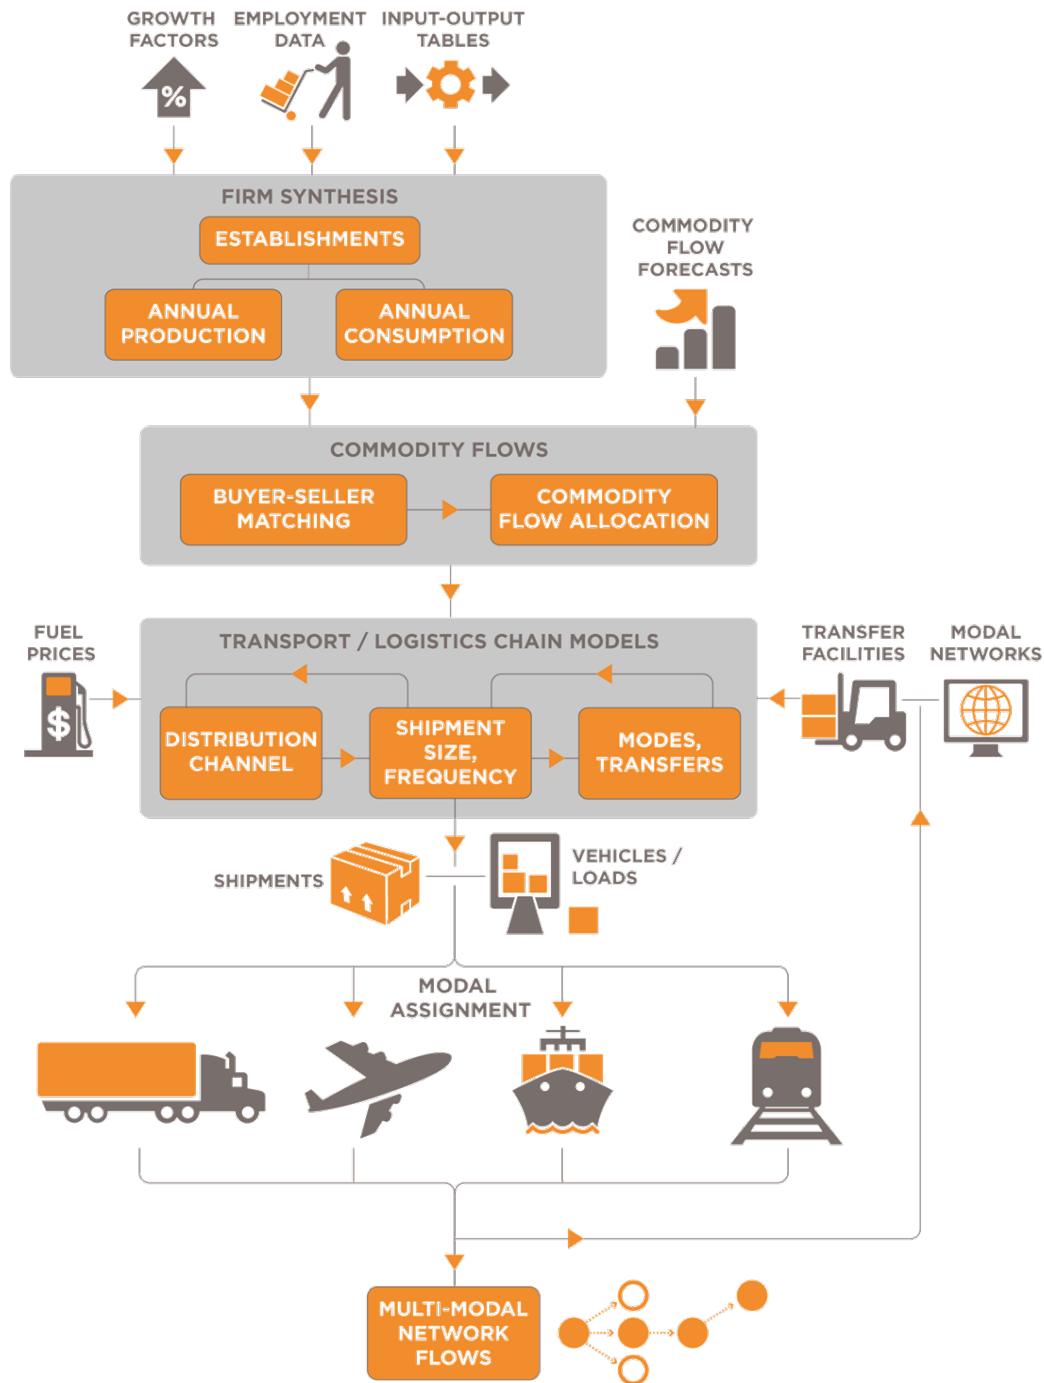 GROWTH
FACTORS
EMPLOYMENT
DATA
INPUT-OUTPUT
TABLES
%
FIRM SYNTHESIS
ESTABLISHMENTS
ANNUAL
PRODUCTION
ANNUAL
CONSUMPTION
COMMODITY
FLOW
FORECASTS
COMMODITY FLOWS
BUYER-SELLER
MATCHING
COMMODITY
FLOW ALLOCATION
FUEL
PRICES
$
TRANSPORT / LOGISTICS CHAIN MODELS
DISTRIBUTION
CHANNEL
SHIPMENT
SIZE,
FREQUENCY
MODES,
TRANSFERS
TRANSFER
FACILITIES
MODAL
NETWORKS
SHIPMENTS
VEHICLES /
LOADS
MODAL
ASSIGNMENT
MULTI-MODAL
NETWORK
FLOWS